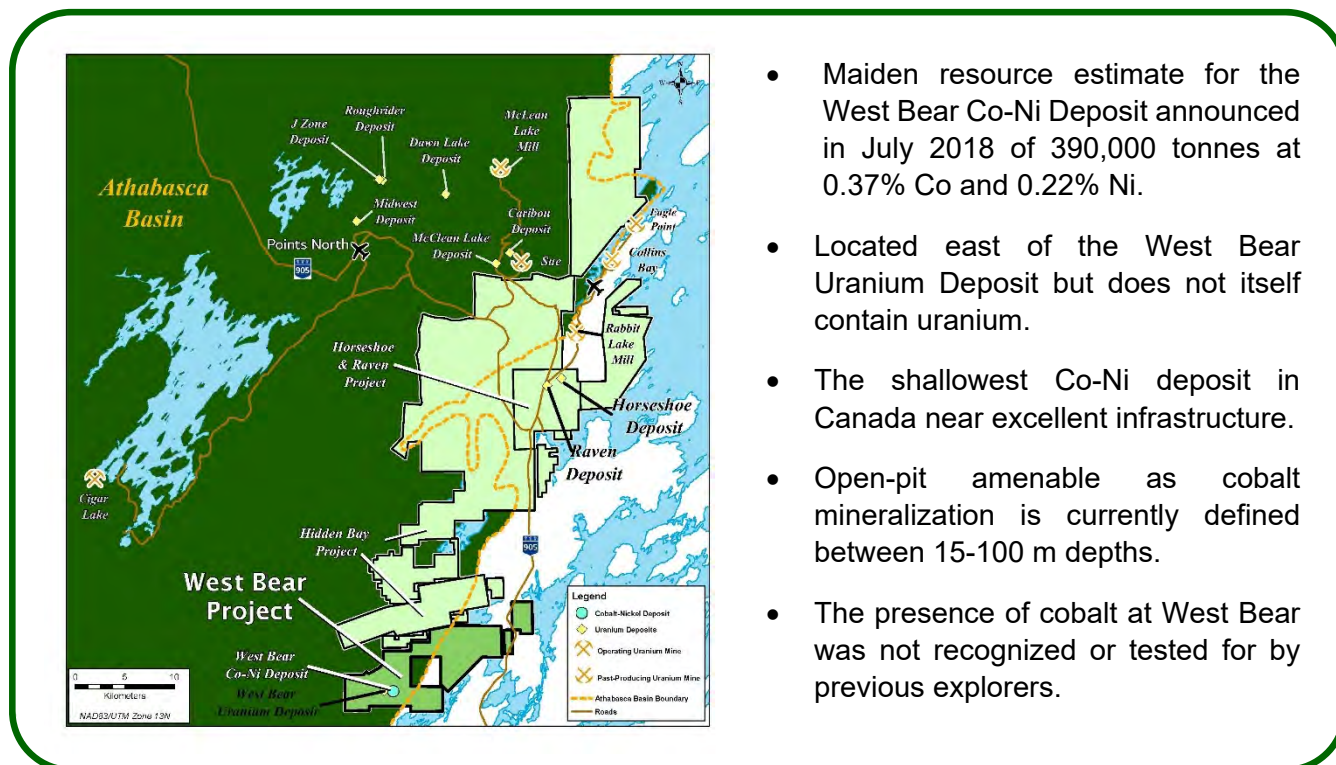 N
J Zone
Deposit
Roughrider
Deposit
Dawn Lake
Deposit
McLean
Lake
Mill
Athabasca
Basin
Midwest
Deposit
Points North
905
McClean Lake
Deposit
Caribou
Deposit
Sue
Eagle
Point
Collins
Bay
Rabbit
Lake
Mill
Horseshoe
& Raven
Project
Horseshoe
Deposit
Raven
Deposit
Cigar
Lake
Hidden Bay
Project
905
West Bear
Project
West Bear
Co-Ni Deposit
West Bear
Uranium Deposit
0 5 10
Kilometers
NAD83/UTM Zone 13N
Legend
Cobalt-Nickel Deposit
Uranium Deposits
Operating Uranium Mine
Past-Producing Uranium Mine
Athabasca Basin Boundary
Roads
• Maiden resource estimate for the
West Bear Co-Ni Deposit announced
in July 2018 of 390,000 tonnes at
0.37% Co and 0.22% Ni.
• Located east of the West Bear
Uranium Deposit but does not itself
contain uranium.
• The shallowest Co-Ni deposit in
Canada near excellent infrastructure.
• Open-pit amenable as cobalt
mineralization is currently defined
between 15-100 m depths.
• The presence of cobalt at West Bear
was not recognized or tested for by
previous explorers.